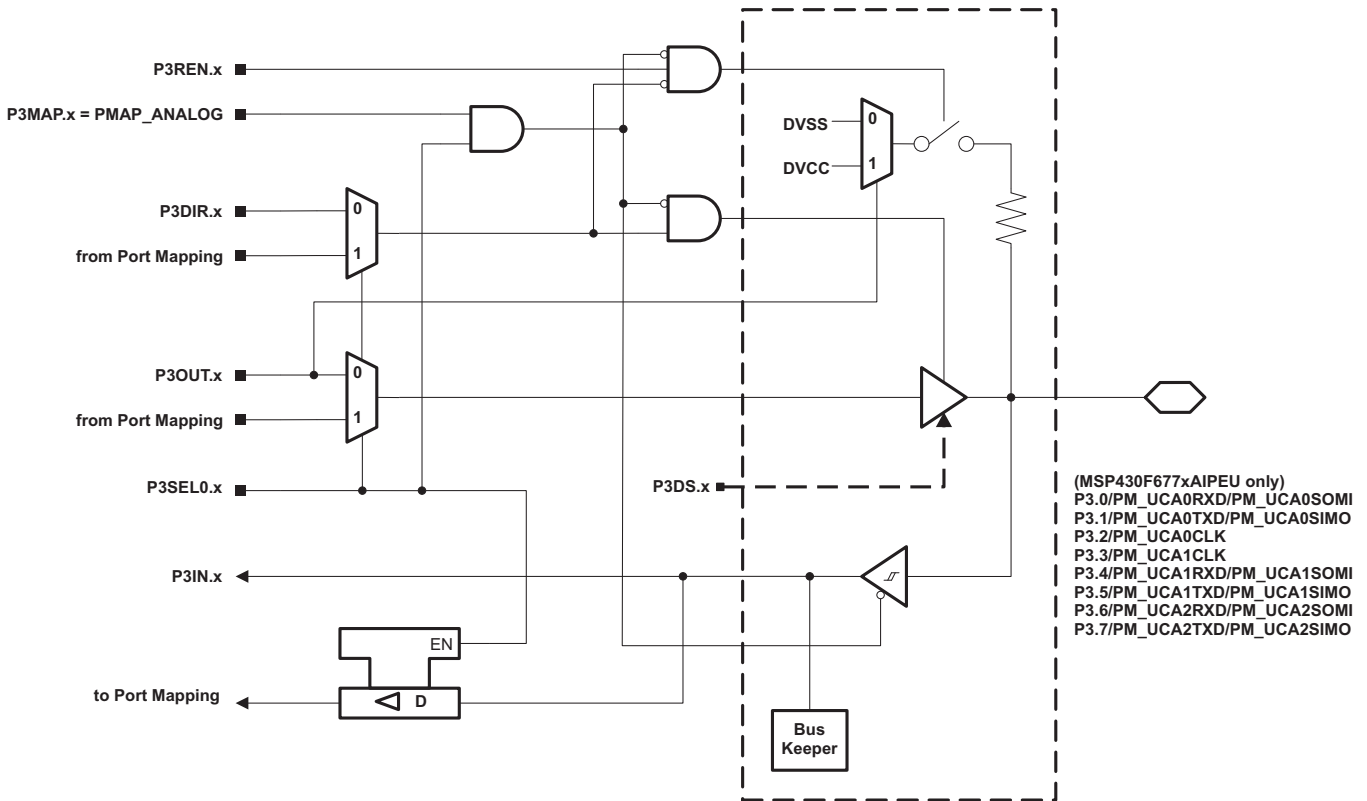 P3REN.x
P3MAP.x = PMAP_ANALOG
DVSS
0
DVCC
1
P3DIR.x
0
from Port Mapping
1
P3OUT.x
0
from Port Mapping
1
P3SEL0.x
P3DS.x
(MSP430F677xAIPEU only)
P3.0/PM_UCA0RXD/PM_UCA0SOMI
P3.1/PM_UCA0TXD/PM_UCA0SIMO
P3.2/PM_UCA0CLK
P3.3/PM_UCA1CLK
P3.4/PM_UCA1RXD/PM_UCA1SOMI
P3.5/PM_UCA1TXD/PM_UCA1SIMO
P3.6/PM_UCA2RXD/PM_UCA2SOMI
P3.7/PM_UCA2TXD/PM_UCA2SIMO
P3IN.x
EN
to Port Mapping
D
Bus
Keeper